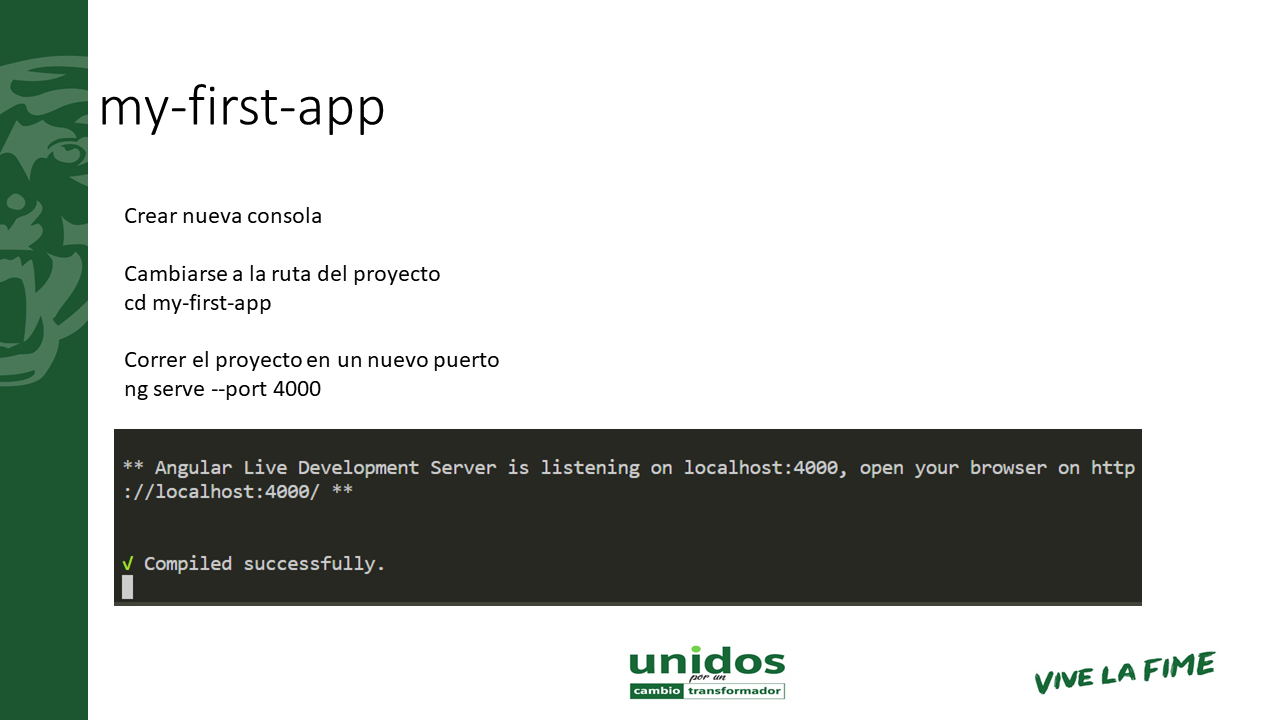 my-first-app
Crear nueva consola
Cambiarse a la ruta del proyecto
cd my-first-app
Correr el proyecto en un nuevo puerto
ng serve --port 4000
** Angular Live Development Server is listening on localhost:4000, open your browser on http
://localhost:4000/ **
√ Compiled successfully.
unidos
por un
cambio transformador
VIVE LA FIME